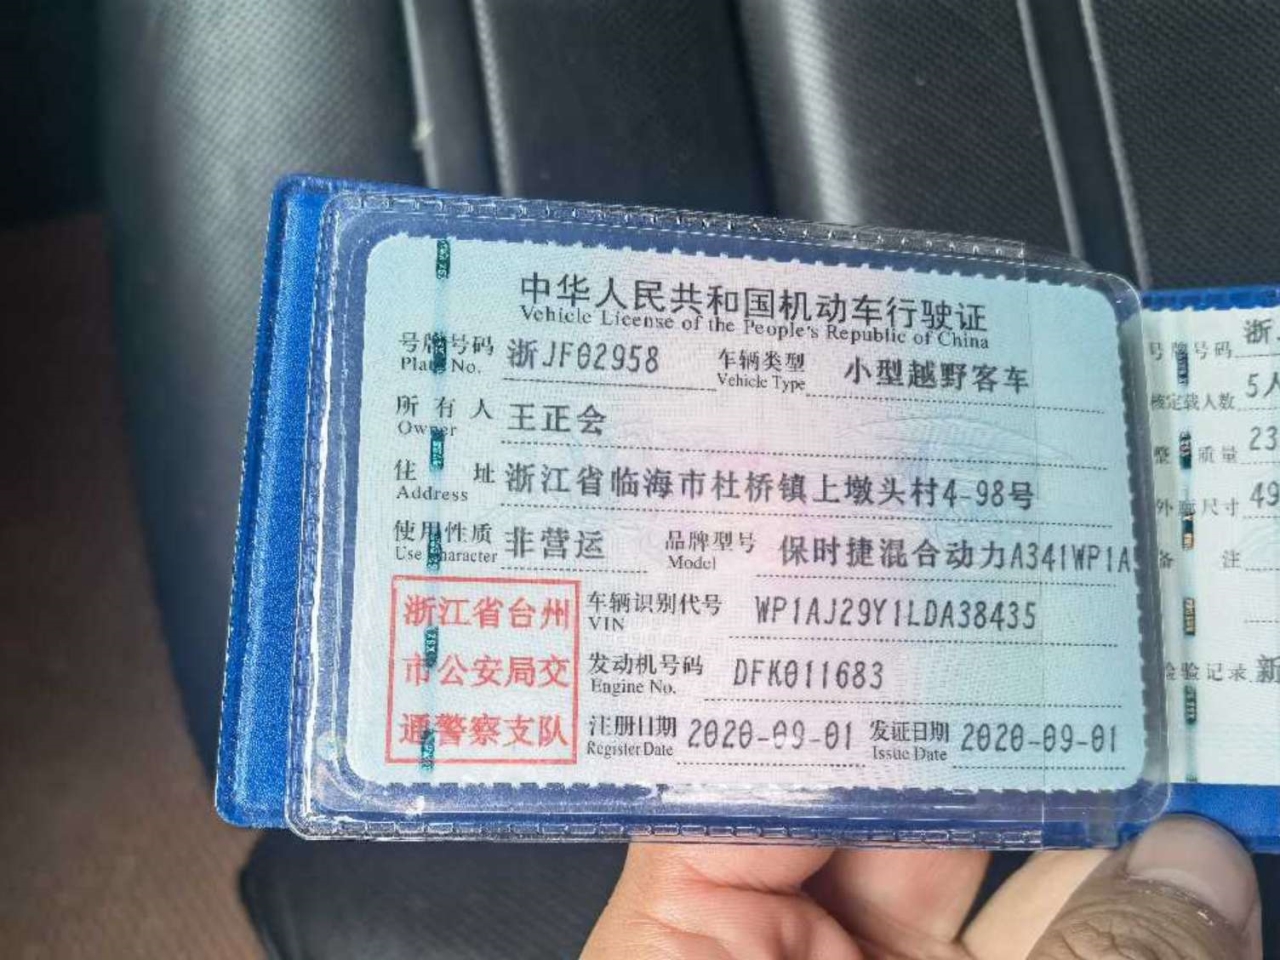 中华人民共和国机动车行驶证
Vehicle License of the People's Republic of China
号牌号码 浙JF02958 车辆类型 小型越野客车
Plate No. Vehicle Type
所有人 王正会
Owner
住址 浙江省临海市杜桥镇上墩头村4-98号
Address
使用性质 非营运 品牌型号 保时捷混合动力A341WP1A
Use Character Model
浙江省台州
市公安局交
通警察支队
车辆识别代号 WP1AJ29Y1LDA38435
VIN
发动机号码 DFK011683
Engine No.
注册日期 2020-09-01 发证日期 2020-09-01
Register Date Issue Date
号牌号码 浙
核定载人数 5人
整 质量 23
外 尺寸 49
备 注
检验记录 新